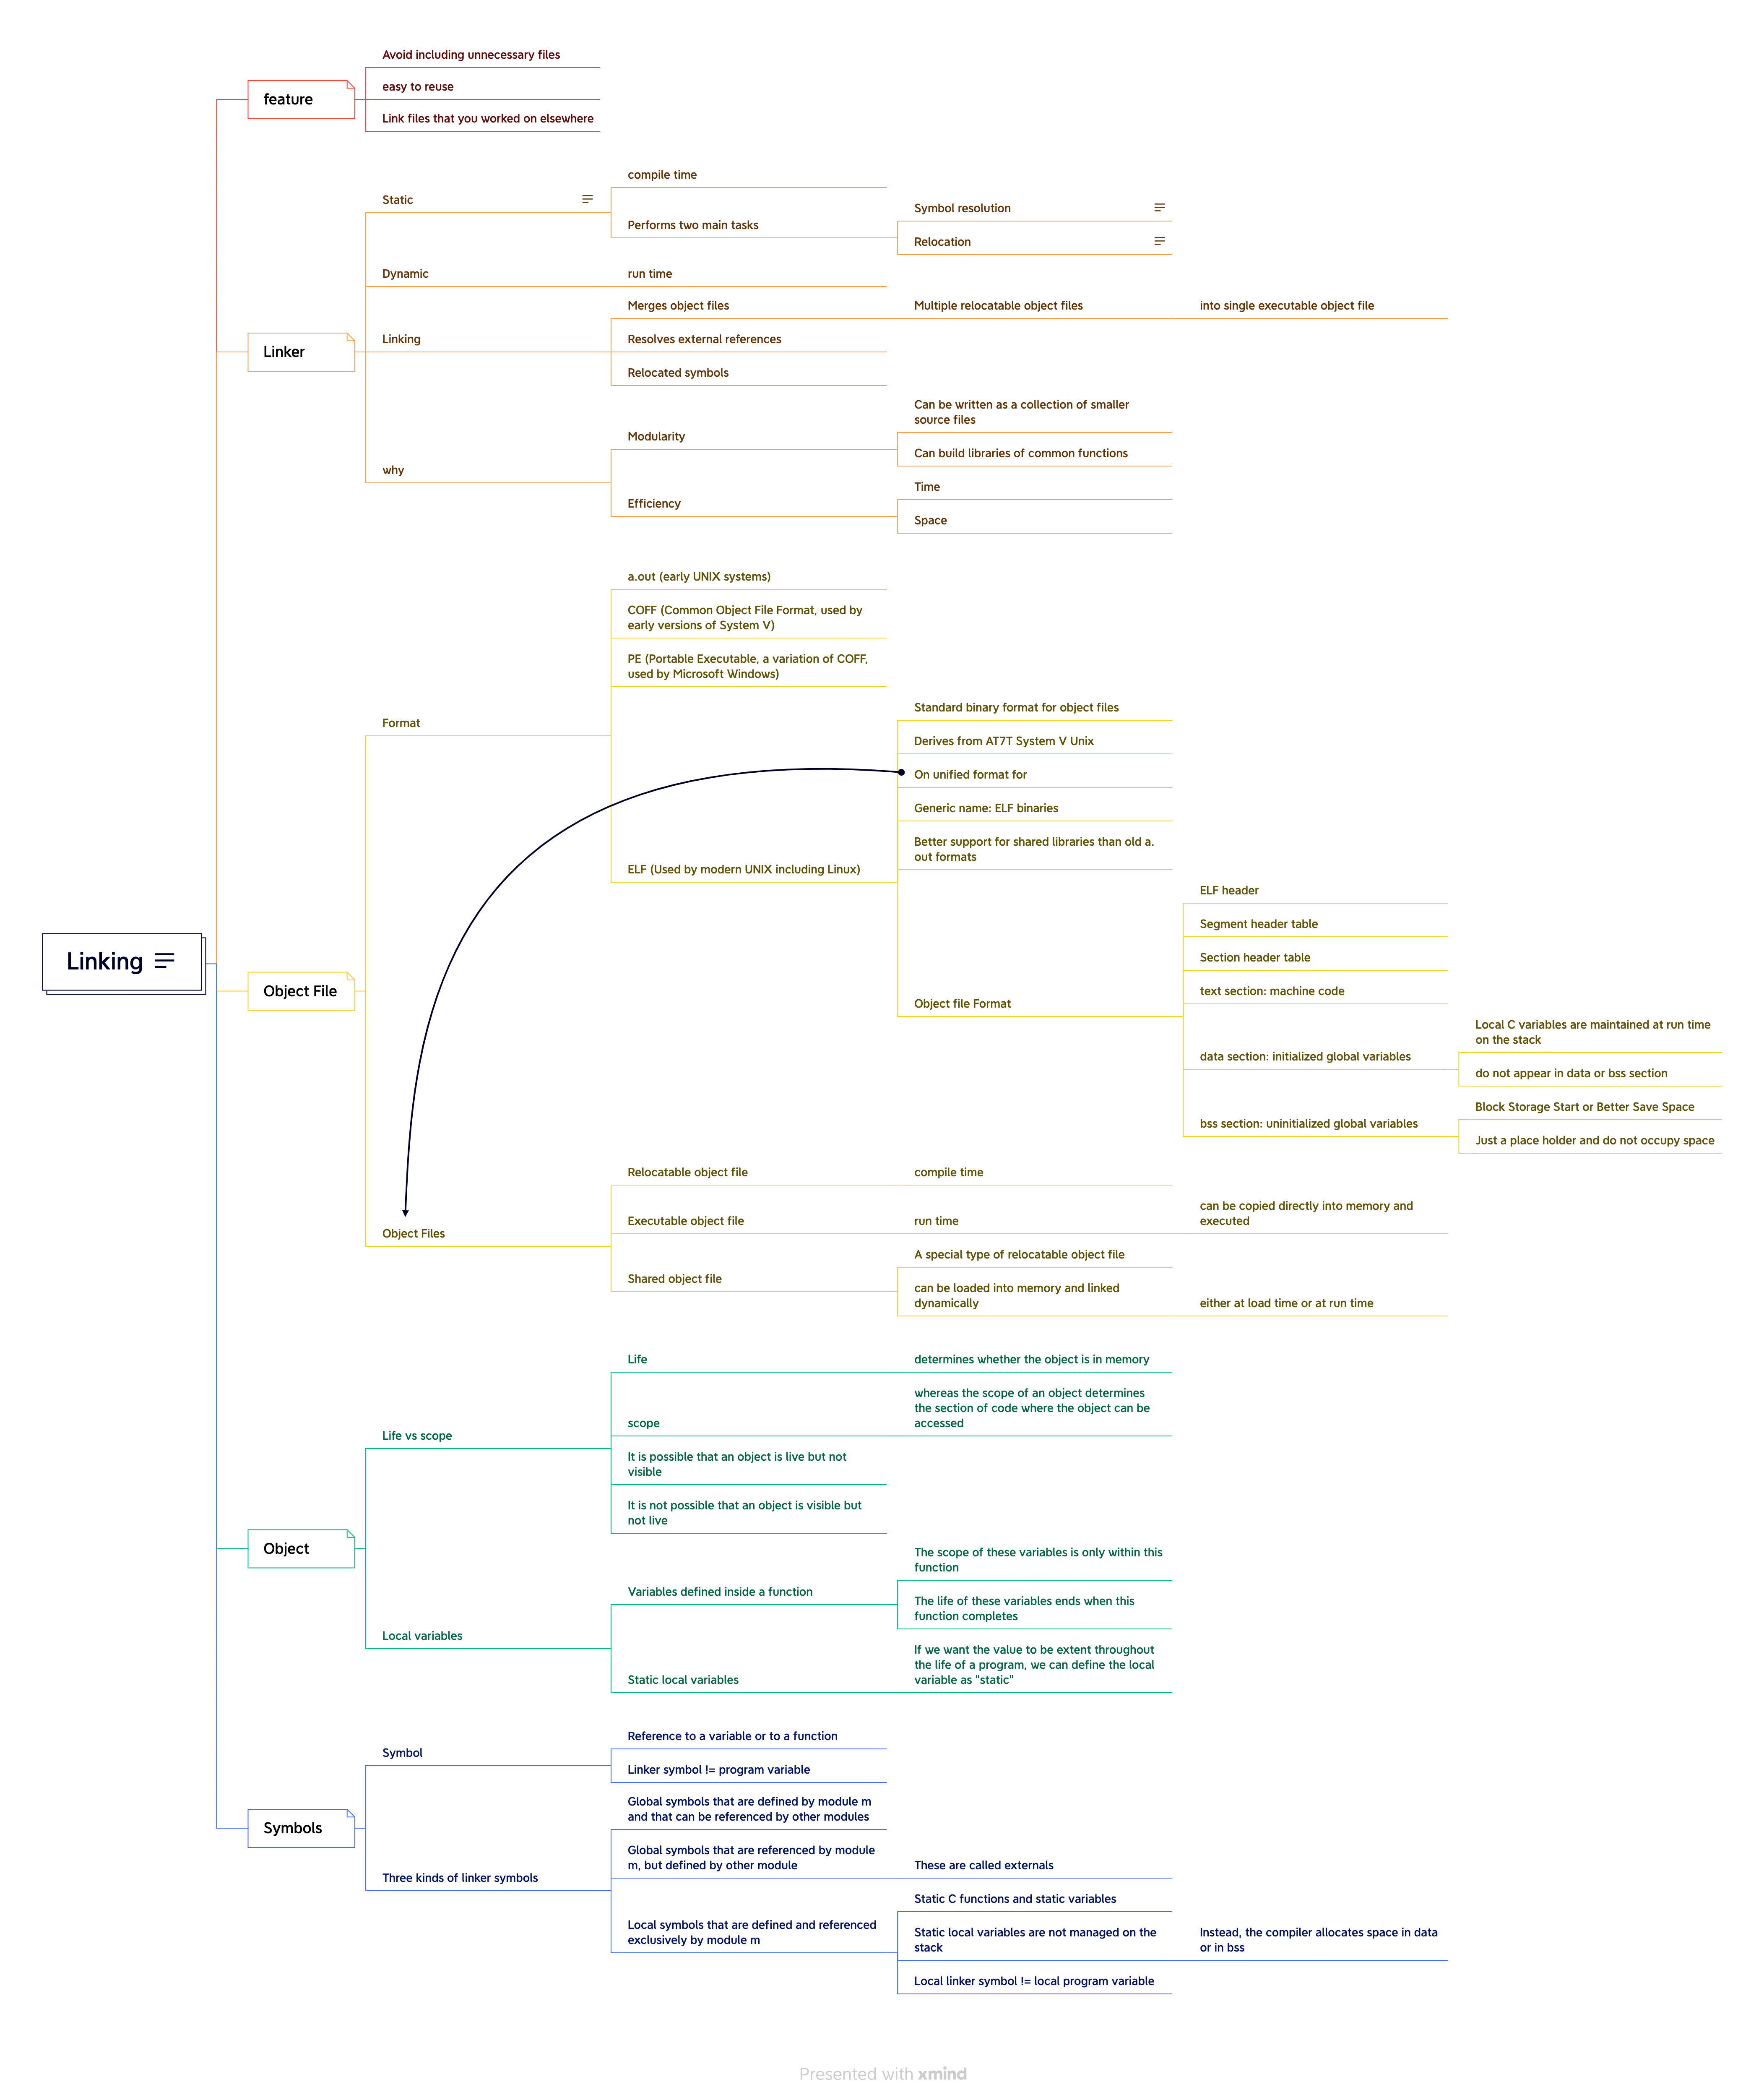 Avoid including unnecessary files
feature
easy to reuse
Link files that you worked on elsewhere
compile time
Static
Symbol resolution
Performs two main tasks
Relocation
Dynamic
run time
Merges object files
Multiple relocatable object files
into single executable object file
Linking
Resolves external references
Linker
Relocated symbols
Can be written as a collection of smaller
source files
Modularity
Can build libraries of common functions
why
Time
Efficiency
Space
a.out (early UNIX systems)
COFF (Common Object File Format, used by
early versions of System V)
PE (Portable Executable, a variation of COFF,
used by Microsoft Windows)
Format
Standard binary format for object files
Derives from AT7T System V Unix
On unified format for
Generic name: ELF binaries
Better support for shared libraries than old a.
out formats
ELF (Used by modern UNIX including Linux)
ELF header
Segment header table
Section header table
text section: machine code
Object file Format
Local C variables are maintained at run time
on the stack
data section: initialized global variables
do not appear in data or bss section
Block Storage Start or Better Save Space
bss section: uninitialized global variables
Just a place holder and do not occupy space
Linking
Object File
Relocatable object file
compile time
can be copied directly into memory and
executed
Executable object file
run time
Object Files
A special type of relocatable object file
Shared object file
can be loaded into memory and linked
dynamically
either at load time or at run time
Life
determines whether the object is in memory
whereas the scope of an object determines
the section of code where the object can be
accessed
scope
Life vs scope
It is possible that an object is live but not
visible
It is not possible that an object is visible but
not live
Object
The scope of these variables is only within this
function
Variables defined inside a function
The life of these variables ends when this
function completes
Local variables
If we want the value to be extent throughout
the life of a program, we can define the local
variable as "static"
Static local variables
Reference to a variable or to a function
Symbol
Linker symbol != program variable
Global symbols that are defined by module m
and that can be referenced by other modules
Symbols
Global symbols that are referenced by module
m, but defined by other module
These are called externals
Three kinds of linker symbols
Static C functions and static variables
Local symbols that are defined and referenced
exclusively by module m
Static local variables are not managed on the
stack
Instead, the compiler allocates space in data
or in bss
Local linker symbol != local program variable
Presented with xmind